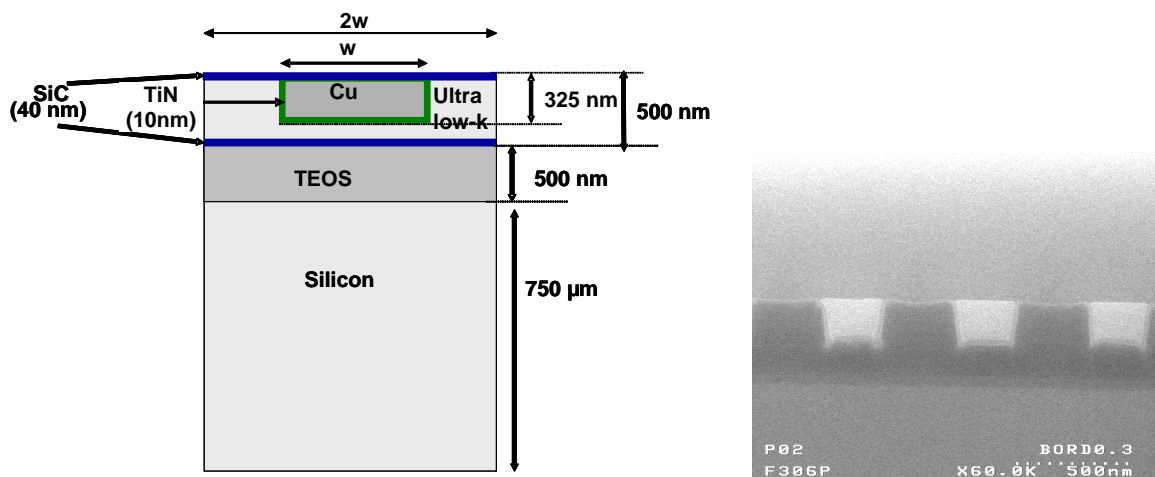 2w
w
SiC
(40 nm)
TiN
(10nm)
Cu
Ultra
low-k
325 nm
500 nm
TEOS
500 nm
Silicon
750 µm
P02
BORD0.3
F306P
X60.0K
500nm